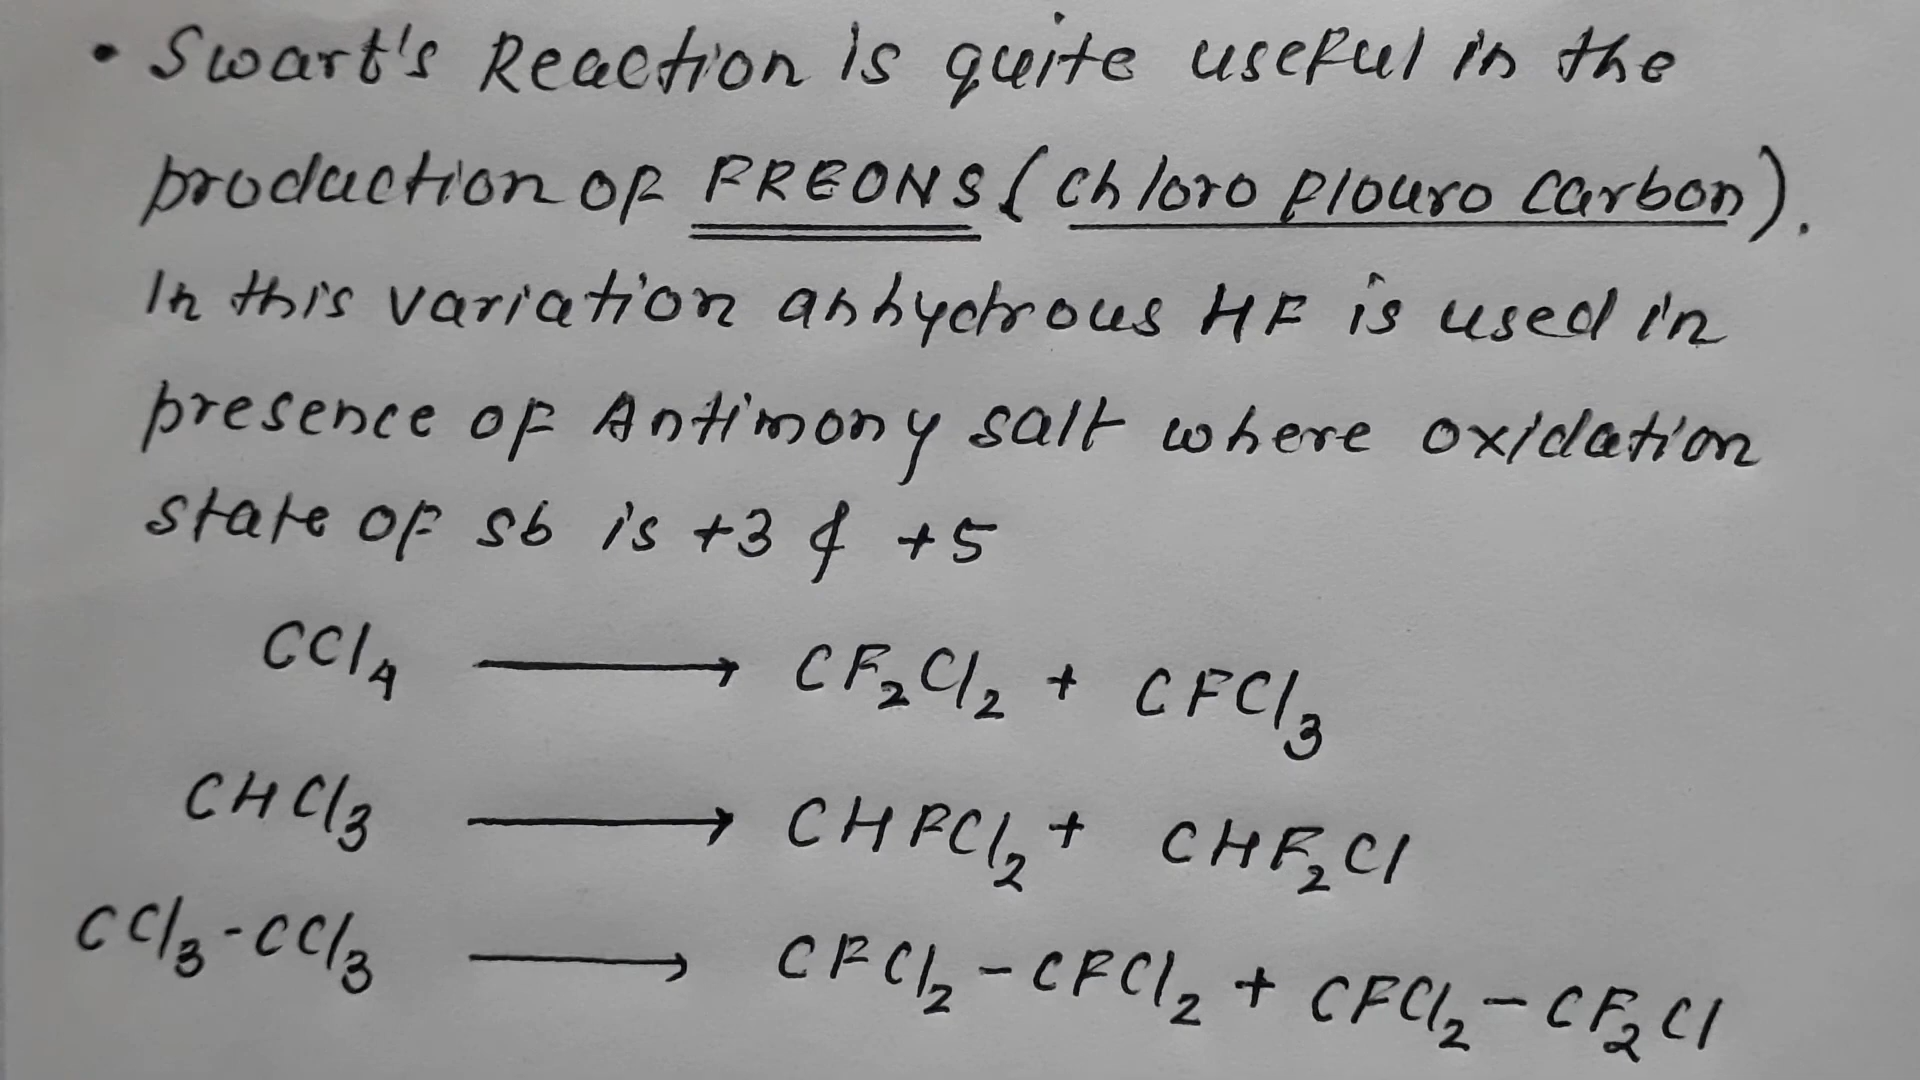 • Swart's Reaction is quite useful in the
production of FREONS (chloro flouro carbon).
In this variation anhydrous HF is used in
presence of Antimony salt where oxidation
state of sb is +3 & +5
CCl₄ ⟶ CF₂Cl₂ + CFCl₃
CHCl₃ ⟶ CHFCl₂ + CHF₂Cl
CCl₃-CCl₃ ⟶ CFCl₂-CFCl₂ + CFCl₂-CF₂Cl